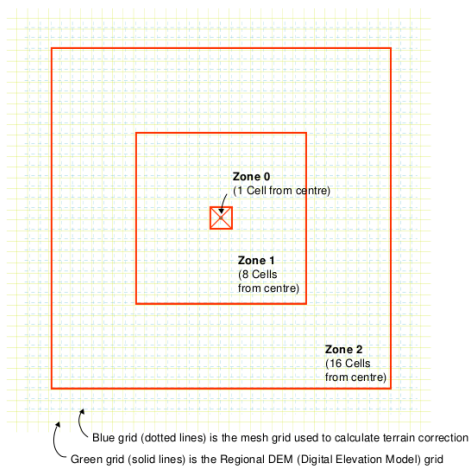 Zone 0
(1 Cell from centre)
Zone 1
(8 Cells
from centre)
Zone 2
(16 Cells
from centre)
Blue grid (dotted lines) is the mesh grid used to calculate terrain correction
Green grid (solid lines) is the Regional DEM (Digital Elevation Model) grid